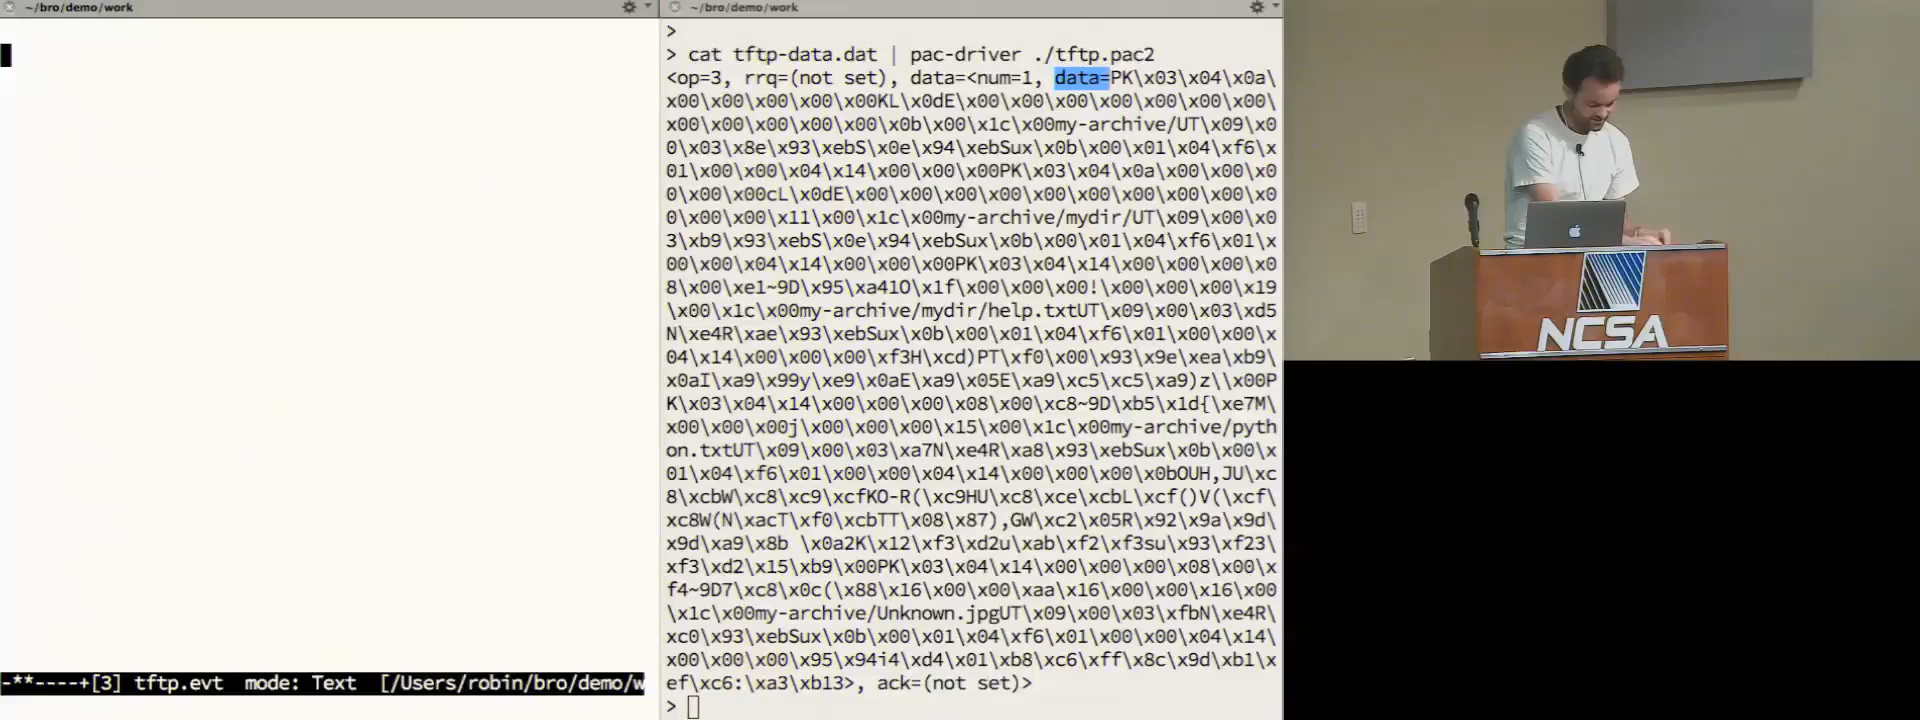 ~/bro/demo/work
-**----+[3] tftp.evt  mode: Text  [/Users/robin/bro/demo/w
~/bro/demo/work
>
> cat tftp-data.dat | pac-driver ./tftp.pac2
<op=3, rrq=(not set), data=<num=1, data=PK\x03\x04\x0a\
x00\x00\x00\x00\x00KL\x0dE\x00\x00\x00\x00\x00\x00\x00\
x00\x00\x00\x00\x00\x0b\x00\x1c\x00my-archive/UT\x09\x0
0\x03\x8e\x93\xebS\x0e\x94\xebSux\x0b\x00\x01\x04\xf6\x
01\x00\x00\x04\x14\x00\x00\x00PK\x03\x04\x0a\x00\x00\x0
0\x00\x00cL\x0dE\x00\x00\x00\x00\x00\x00\x00\x00\x00\x0
0\x00\x00\x11\x00\x1c\x00my-archive/mydir/UT\x09\x00\x0
3\xb9\x93\xebS\x0e\x94\xebSux\x0b\x00\x01\x04\xf6\x01\x
00\x00\x04\x14\x00\x00\x00PK\x03\x04\x14\x00\x00\x00\x0
8\x00\xe1~9D\x95\xa41O\x1f\x00\x00\x00!\x00\x00\x00\x19
\x00\x1c\x00my-archive/mydir/help.txtUT\x09\x00\x03\xd5
N\xe4R\xae\x93\xebSux\x0b\x00\x01\x04\xf6\x01\x00\x00\x
04\x14\x00\x00\x00\xf3H\xcd)PT\xf0\x00\x93\x9e\xea\xb9\
x0aI\xa9\x99y\xe9\x0aE\xa9\x05E\xa9\xc5\xc5\xa9)z\\x00P
K\x03\x04\x14\x00\x00\x00\x08\x00\xc8~9D\xb5\x1d{\xe7M\
x00\x00\x00j\x00\x00\x00\x15\x00\x1c\x00my-archive/pyth
on.txtUT\x09\x00\x03\xa7N\xe4R\xa8\x93\xebSux\x0b\x00\x
01\x04\xf6\x01\x00\x00\x04\x14\x00\x00\x00\x0bOUH,JU\xc
8\xcbW\xc8\xc9\xcfKO-R(\xc9HU\xc8\xce\xcbL\xcf()V(\xcf\
xc8W(N\xacT\xf0\xcbTT\x08\x87),GW\xc2\x05R\x92\x9a\x9d\
x9d\xa9\x8b \x0a2K\x12\xf3\xd2u\xab\xf2\xf3su\x93\xf23\
xf3\xd2\x15\xb9\x00PK\x03\x04\x14\x00\x00\x00\x08\x00\x
f4~9D7\xc8\x0c(\x88\x16\x00\x00\xaa\x16\x00\x00\x16\x00
\x1c\x00my-archive/Unknown.jpgUT\x09\x00\x03\xfbN\xe4R\
xc0\x93\xebSux\x0b\x00\x01\x04\xf6\x01\x00\x00\x04\x14\
x00\x00\x00\x95\x94i4\xd4\x01\xb8\xc6\xff\x8c\x9d\xb1\x
ef\xc6:\xa3\xb13>, ack=(not set)>
>
NCSA